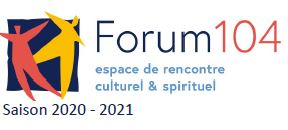 Forum104
espace de rencontre
culturel & spirituel
Saison 2020 - 2021